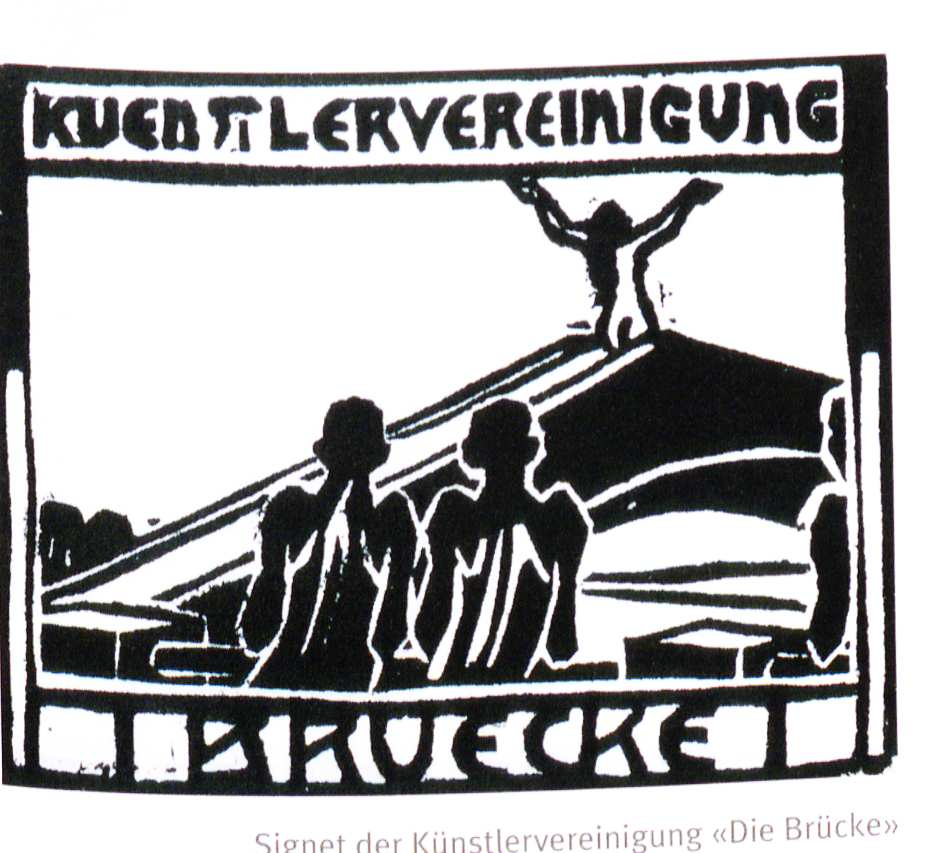 KUENSTLERVEREINIGUNG
BRUECKE
Signet der Künstlervereinigung «Die Brücke»